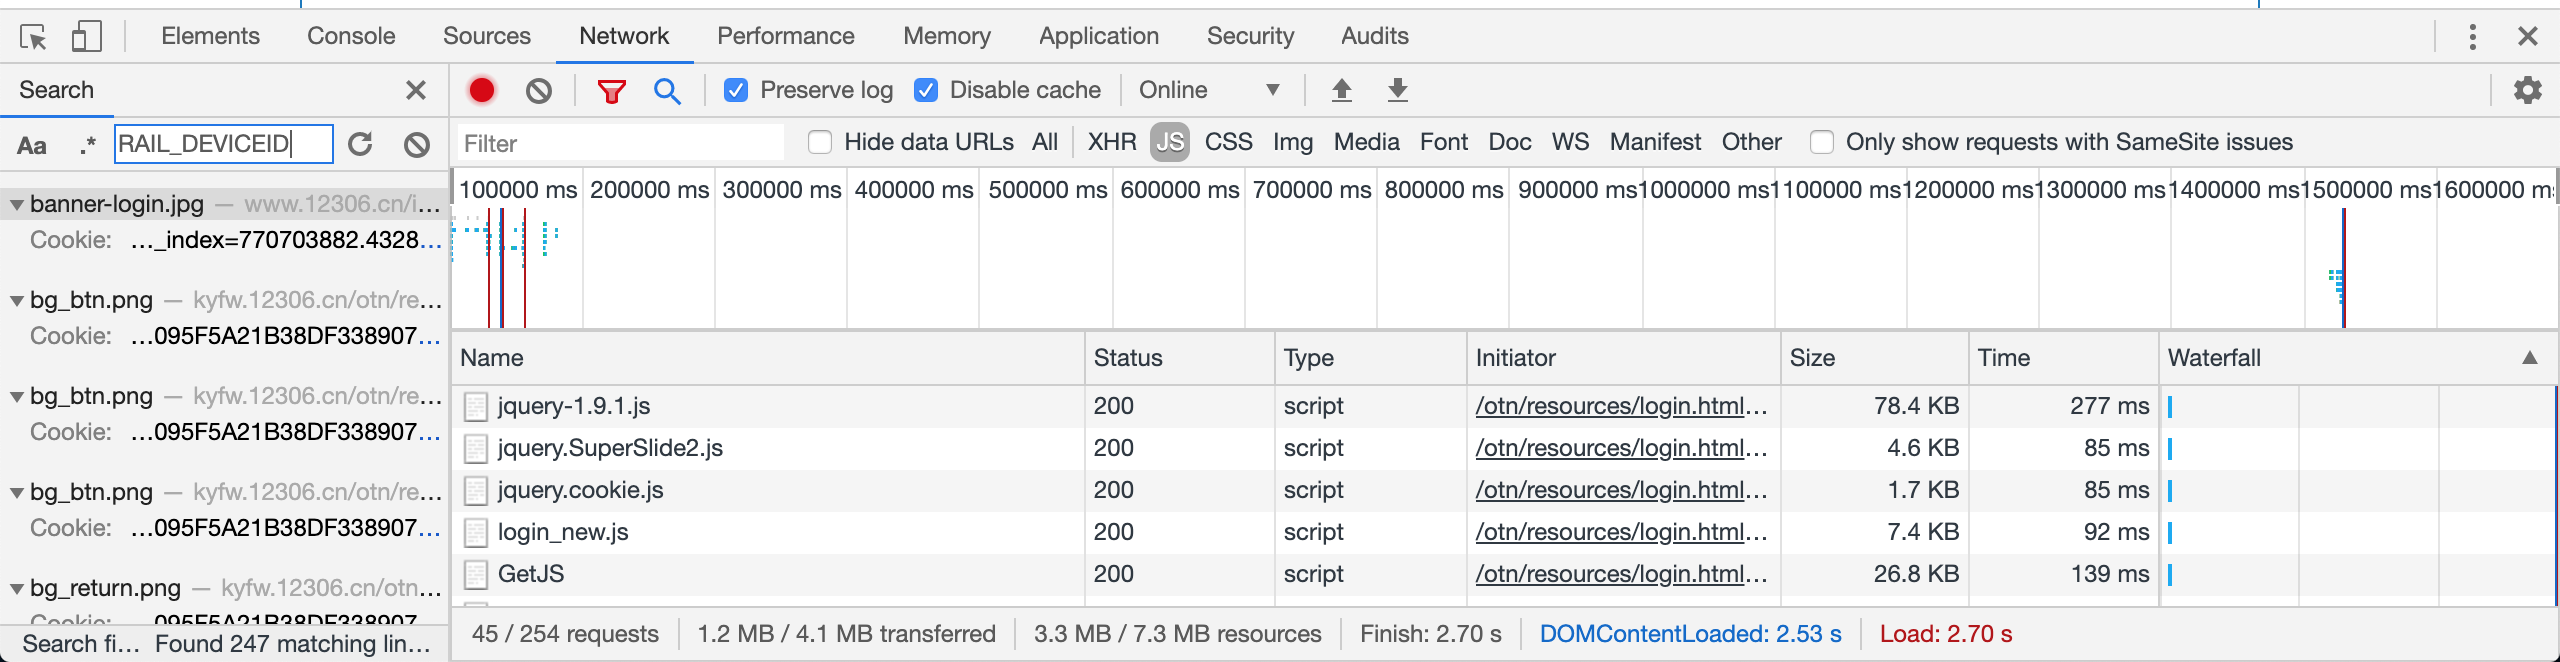 Elements Console Sources Network Performance Memory Application Security Audits
Search
Preserve log Disable cache Online
Aa .* RAIL_DEVICEID
Filter Hide data URLs All XHR JS CSS Img Media Font Doc WS Manifest Other Only show requests with SameSite issues
100000 ms 200000 ms 300000 ms 400000 ms 500000 ms 600000 ms 700000 ms 800000 ms 900000 ms 1000000 ms 1100000 ms 1200000 ms 1300000 ms 1400000 ms 1500000 ms 1600000 m
banner-login.jpg — www.12306.cn/i…
Cookie: …_index=770703882.4328…
bg_btn.png — kyfw.12306.cn/otn/re…
Cookie: …095F5A21B38DF338907…
bg_btn.png — kyfw.12306.cn/otn/re…
Cookie: …095F5A21B38DF338907…
bg_btn.png — kyfw.12306.cn/otn/re…
Cookie: …095F5A21B38DF338907…
bg_return.png — kyfw.12306.cn/otn…
Cookie: …095F5A21B38DF338907
Search fi… Found 247 matching lin…
Name Status Type Initiator Size Time Waterfall
jquery-1.9.1.js 200 script /otn/resources/login.html… 78.4 KB 277 ms
jquery.SuperSlide2.js 200 script /otn/resources/login.html… 4.6 KB 85 ms
jquery.cookie.js 200 script /otn/resources/login.html… 1.7 KB 85 ms
login_new.js 200 script /otn/resources/login.html… 7.4 KB 92 ms
GetJS 200 script /otn/resources/login.html… 26.8 KB 139 ms
45 / 254 requests 1.2 MB / 4.1 MB transferred 3.3 MB / 7.3 MB resources Finish: 2.70 s DOMContentLoaded: 2.53 s Load: 2.70 s